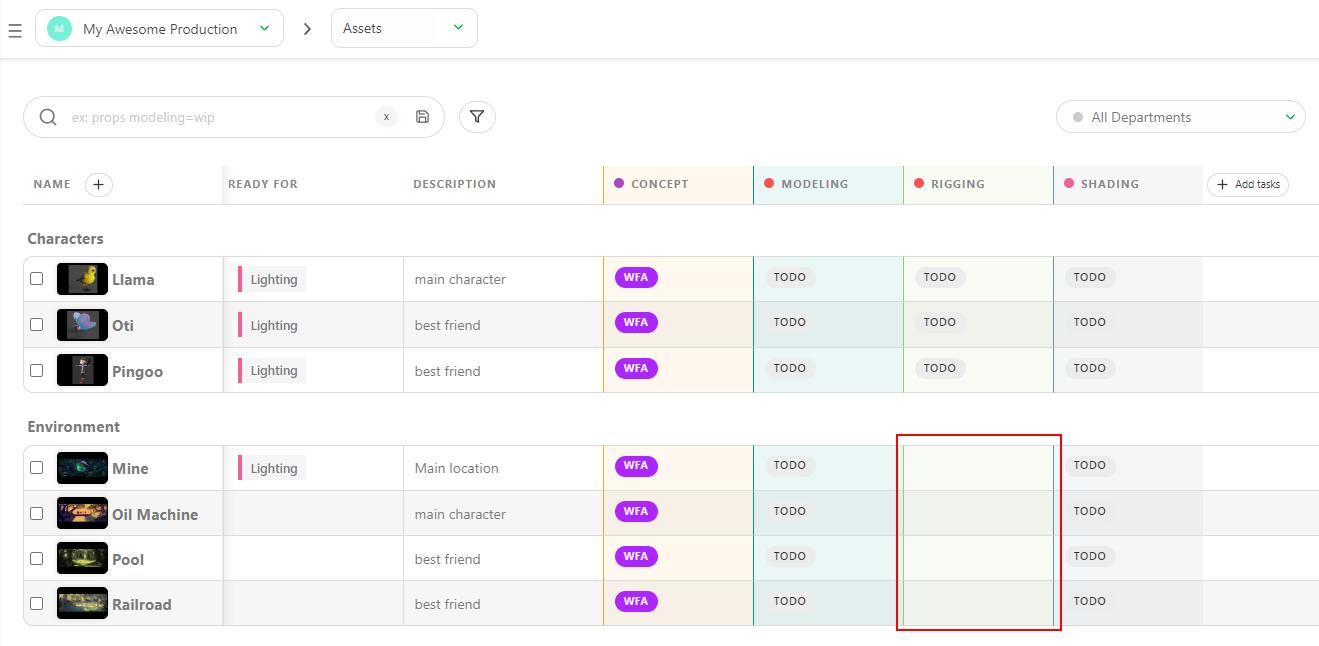 M My Awesome Production Assets
ex: props modeling=wip x All Departments
NAME READY FOR DESCRIPTION CONCEPT MODELING RIGGING SHADING Add tasks
Characters
Llama Lighting main character WFA TODO TODO TODO
Oti Lighting best friend WFA TODO TODO TODO
Pingoo Lighting best friend WFA TODO TODO TODO
Environment
Mine Lighting Main location WFA TODO TODO
Oil Machine main character WFA TODO TODO
Pool best friend WFA TODO TODO
Railroad best friend WFA TODO TODO